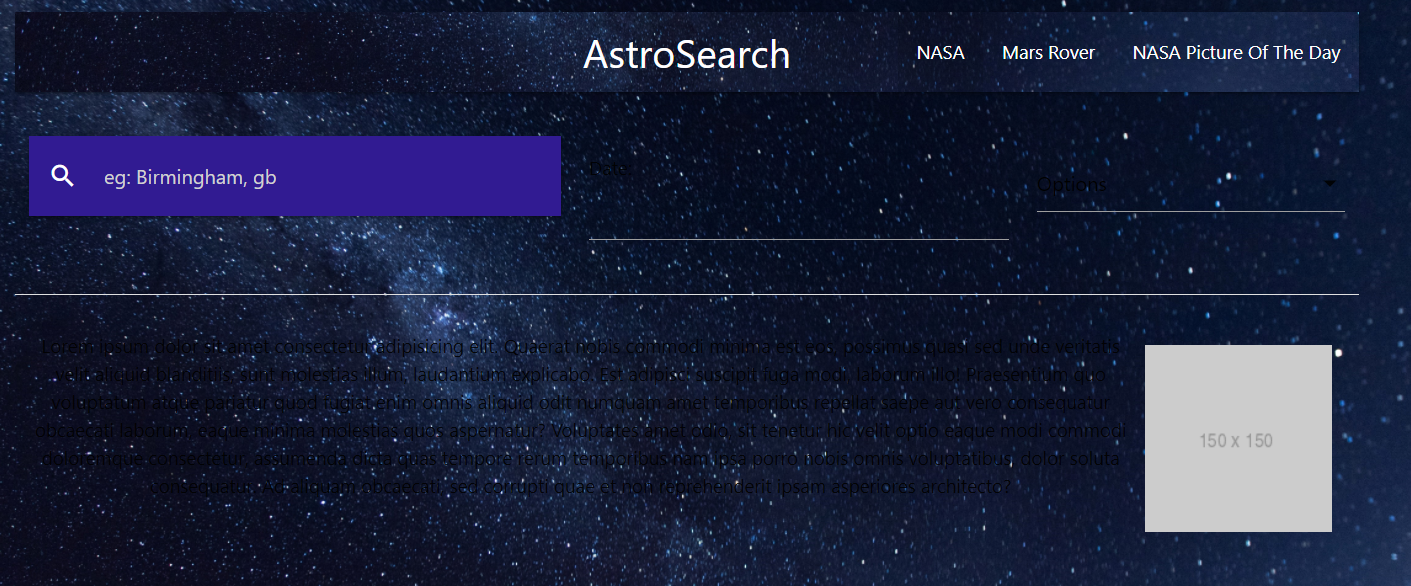 AstroSearch
NASA
Mars Rover
NASA Picture Of The Day
eg: Birmingham, gb
Date
Options
Lorem ipsum dolor sit amet consectetur adipisicing elit. Quaerat nobis commodi minima est eos, possimus quasi sed unde veritatis
velit aliquid blanditiis, sunt molestias illum, laudantium explicabo. Est adipisci suscipit fuga modi, laborum illo! Praesentium quo
voluptatum atque pariatur quod fugiat enim omnis aliquid odit numquam amet temporibus repellat saepe aut vero consequatur
obcaecati laborum, eaque minima molestias quos aspernatur? Voluptates amet odio, sit tenetur hic velit optio eaque modi commodi
doloremque consectetur, assumenda dicta quas tempore rerum temporibus nam ipsa porro nobis omnis voluptatibus, dolor soluta
consequatur. Ad aliquam obcaecati, sed corrupti quae et non reprehenderit ipsam asperiores architecto?
150 x 150